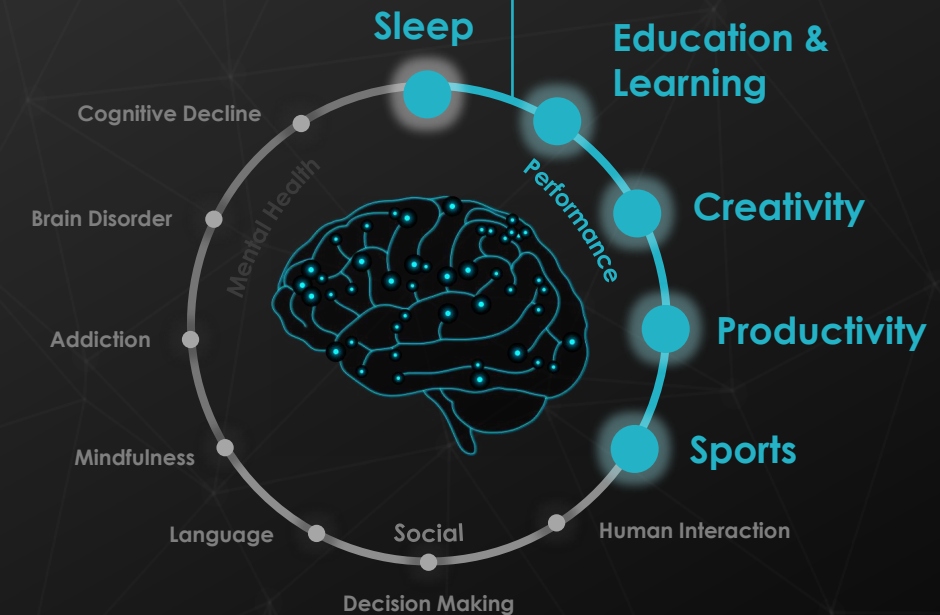 Sleep
Education &
Learning
Cognitive Decline
Performance
Mental Health
Creativity
Brain Disorder
Productivity
Addiction
Sports
Mindfulness
Language
Social
Human Interaction
Decision Making